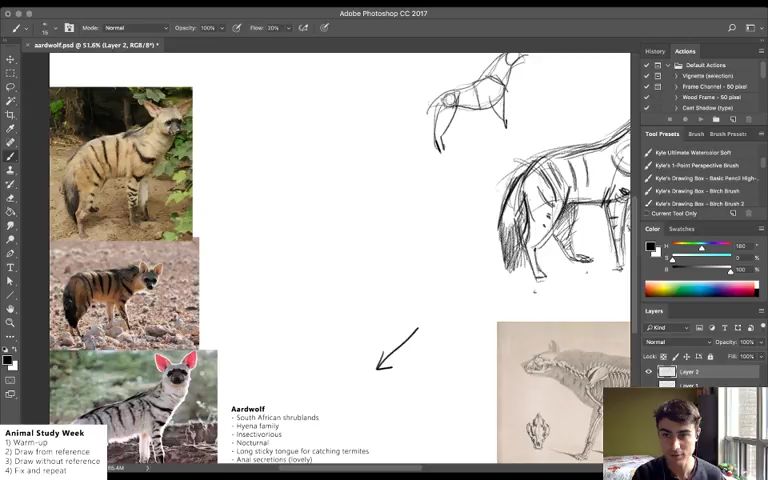 Adobe Photoshop CC 2017
15
Mode: Normal
Opacity: 100%
Flow: 30%
× aardwolf.psd @ 51.6% (Layer 2, RGB/8*) *
History Actions
Default Actions
Vignette (selection)
Frame Channel - 50 pixel
Wood Frame - 50 pixel
Cast Shadow (type)
Tool Presets Brush Brush Presets
Kyle Ultimate Watercolor Soft
Kyle's 1-Point Perspective Brush
Kyle's Drawing Box - Basic Pencil High-...
Kyle's Drawing Box - Birch Brush
Kyle's Drawing Box - Birch Brush 2
Current Tool Only
Color Swatches
H 180 °
S 0 %
B 100 %
Layers
Kind
Normal Opacity: 100%
Lock: Fill: 100%
Layer 2
Layer 1
Aardwolf
- South African shrublands
- Hyena family
- Insectivorious
- Nocturnal
- Long sticky tongue for catching termites
- Anal secretions (lovely)
Animal Study Week
1) Warm-up
2) Draw from reference
3) Draw without reference
4) Fix and repeat